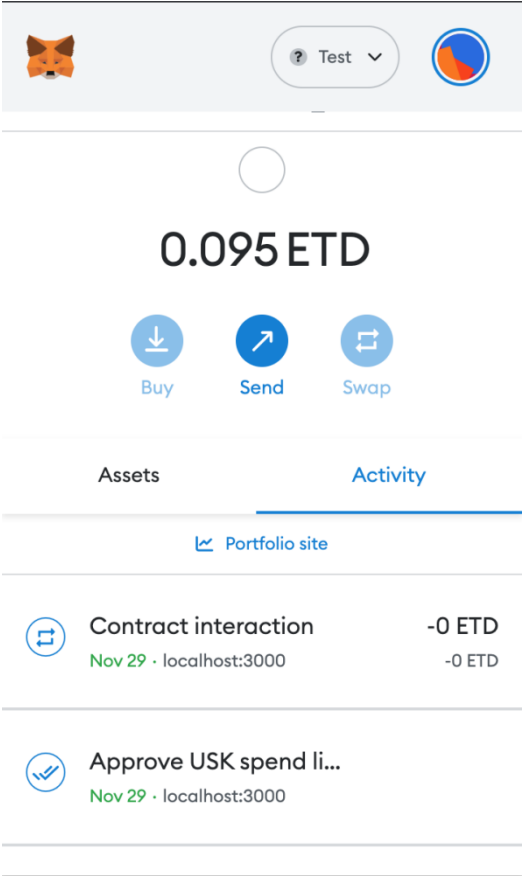 ? Test
0.095 ETD
Buy Send Swap
Assets Activity
Portfolio site
Contract interaction -0 ETD
Nov 29 · localhost:3000 -0 ETD
Approve USK spend li...
Nov 29 · localhost:3000